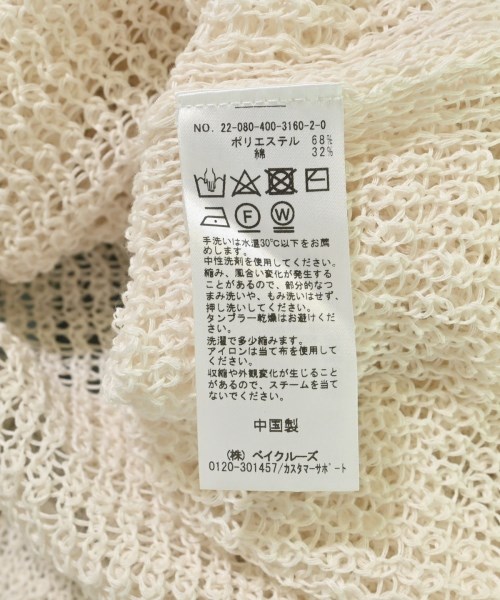 NO. 22-080-400-3160-2-0
ポリエステル 68%
綿 32%
手洗いは水温30℃以下をお薦
めします。
中性洗剤を使用してください。
縮み、風合い変化が発生する
ことがあるので、部分的なつ
まみ洗いや、もみ洗いはせず、
押し洗いしてください。
タンブラー乾燥はお避けくださ
い。
洗濯で多少縮みます。
アイロンは当て布を使用して
ください。
収縮や外観変化が生じること
があるので、スチームを当て
ないでください。
中国製
(株) ベイクルーズ
0120-301457/カスタマーサポート